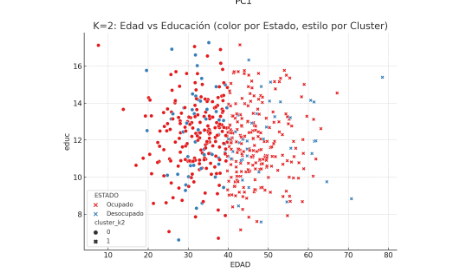 PC1
K=2: Edad vs Educación (color por Estado, estilo por Cluster)
educ
16
14
12
10
8
ESTADO
Ocupado
Desocupado
cluster_k2
0
1
10 20 30 40 50 60 70 80
EDAD